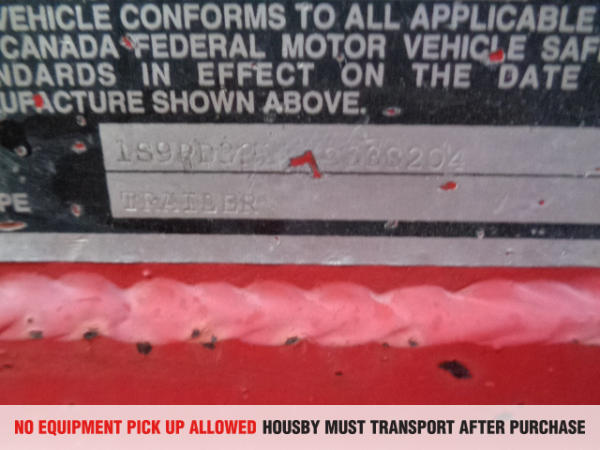 VEHICLE CONFORMS TO ALL APPLICABLE
CANADA FEDERAL MOTOR VEHICLE SAF
NDARDS IN EFFECT ON THE DATE
UFACTURE SHOWN ABOVE.
PE TRAILER
NO EQUIPMENT PICK UP ALLOWED HOUSBY MUST TRANSPORT AFTER PURCHASE